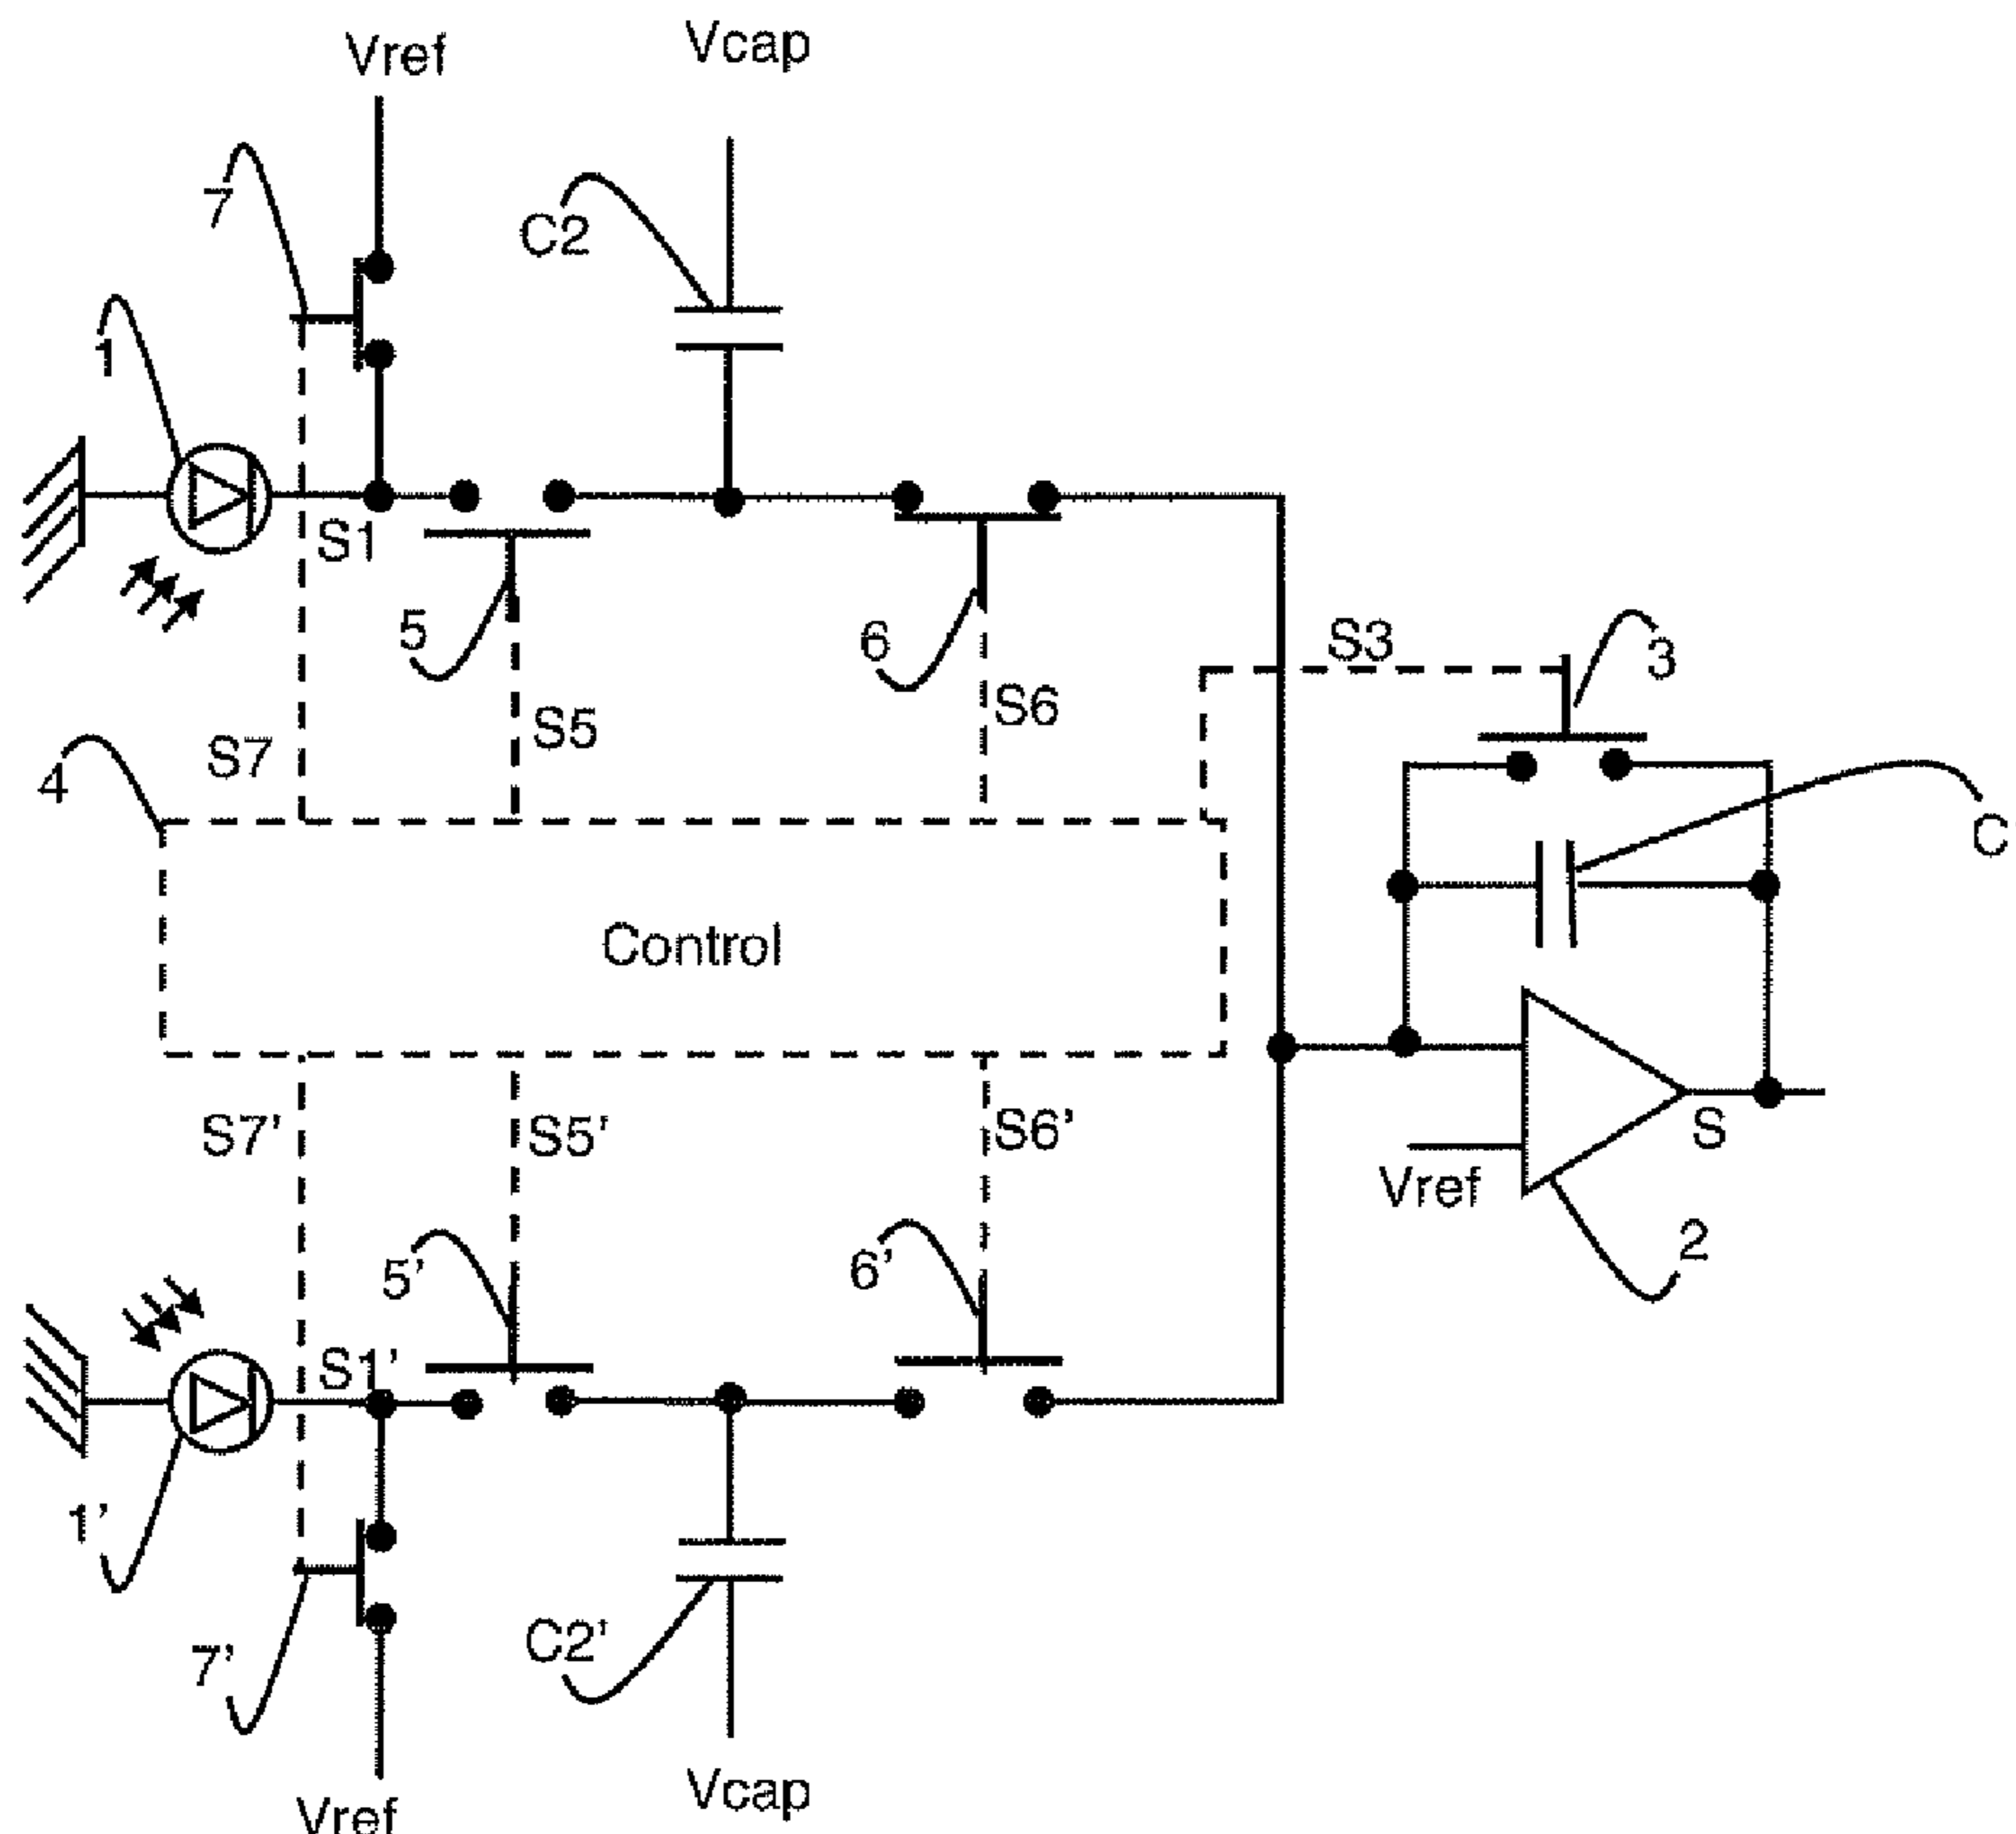 Vref
Vcap
7
C2
1
S1
5
6
S3
3
S7
S5
S6
4
C
Control
S7'
S5'
S6'
S
Vref
2
5'
6'
S1'
1'
7'
C2'
Vcap
Vref